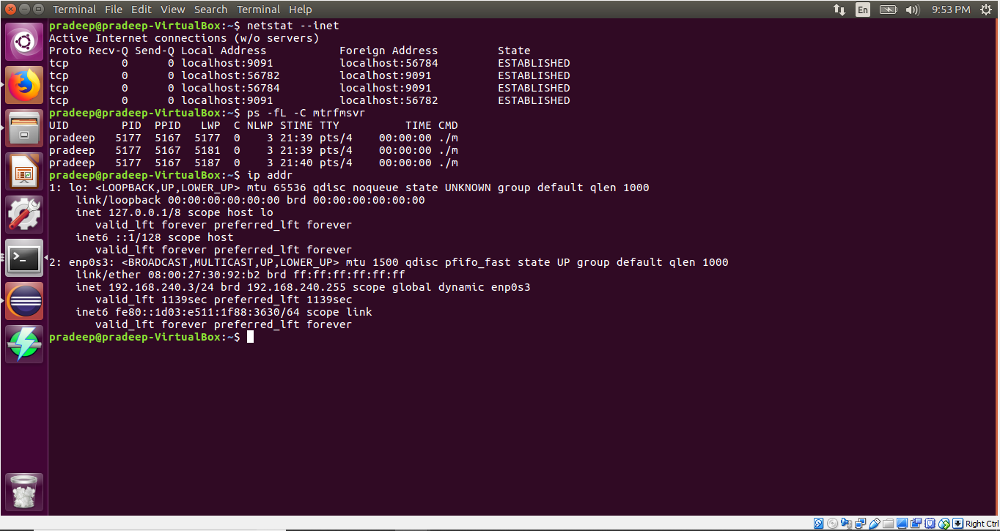 Terminal File Edit View Search Terminal Help En 9:53 PM
pradeep@pradeep-VirtualBox:~$ netstat --inet
Active Internet connections (w/o servers)
Proto Recv-Q Send-Q Local Address           Foreign Address         State
tcp        0      0 localhost:9091          localhost:56784         ESTABLISHED
tcp        0      0 localhost:56782         localhost:9091          ESTABLISHED
tcp        0      0 localhost:56784         localhost:9091          ESTABLISHED
tcp        0      0 localhost:9091          localhost:56782         ESTABLISHED
pradeep@pradeep-VirtualBox:~$ ps -fL -C mtrfmsvr
UID        PID  PPID   LWP  C NLWP STIME TTY          TIME CMD
pradeep   5177  5167  5177  0    3 21:39 pts/4    00:00:00 ./m
pradeep   5177  5167  5181  0    3 21:39 pts/4    00:00:00 ./m
pradeep   5177  5167  5187  0    3 21:40 pts/4    00:00:00 ./m
pradeep@pradeep-VirtualBox:~$ ip addr
1: lo: <LOOPBACK,UP,LOWER_UP> mtu 65536 qdisc noqueue state UNKNOWN group default qlen 1000
    link/loopback 00:00:00:00:00:00 brd 00:00:00:00:00:00
    inet 127.0.0.1/8 scope host lo
       valid_lft forever preferred_lft forever
    inet6 ::1/128 scope host
       valid_lft forever preferred_lft forever
2: enp0s3: <BROADCAST,MULTICAST,UP,LOWER_UP> mtu 1500 qdisc pfifo_fast state UP group default qlen 1000
    link/ether 08:00:27:30:92:b2 brd ff:ff:ff:ff:ff:ff
    inet 192.168.240.3/24 brd 192.168.240.255 scope global dynamic enp0s3
       valid_lft 1139sec preferred_lft 1139sec
    inet6 fe80::1d03:e511:1f88:3630/64 scope link
       valid_lft forever preferred_lft forever
pradeep@pradeep-VirtualBox:~$
Right Ctrl